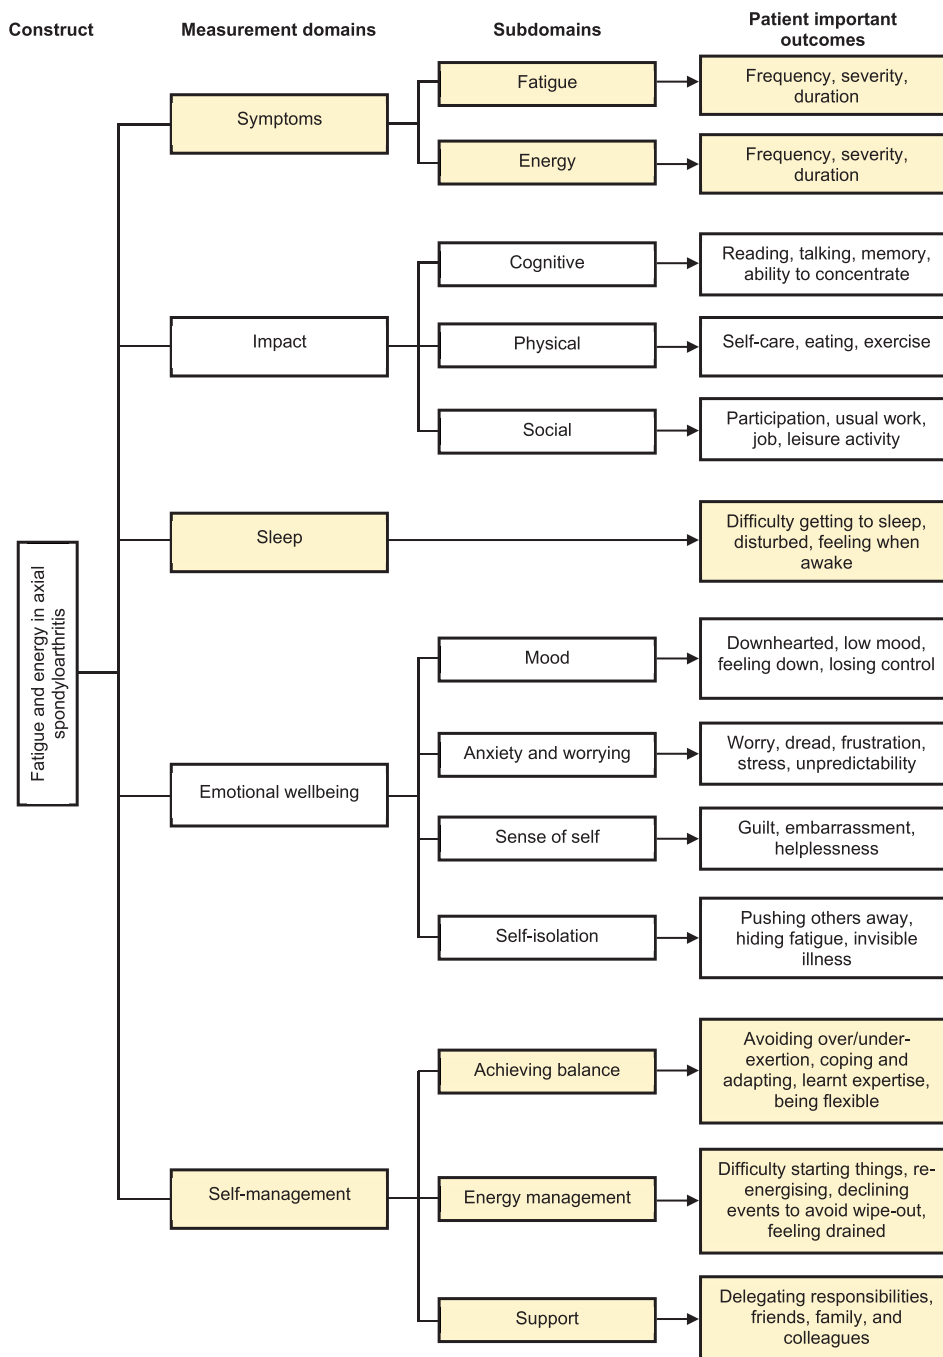 Construct
Measurement domains
Subdomains
Patient important
outcomes
Fatigue and energy in axial
spondyloarthritis
Symptoms
Fatigue
Frequency, severity,
duration
Energy
Frequency, severity,
duration
Impact
Cognitive
Reading, talking, memory,
ability to concentrate
Physical
Self-care, eating, exercise
Social
Participation, usual work,
job, leisure activity
Sleep
Difficulty getting to sleep,
disturbed, feeling when
awake
Emotional wellbeing
Mood
Downhearted, low mood,
feeling down, losing control
Anxiety and worrying
Worry, dread, frustration,
stress, unpredictability
Sense of self
Guilt, embarrassment,
helplessness
Self-isolation
Pushing others away,
hiding fatigue, invisible
illness
Self-management
Achieving balance
Avoiding over/under-
exertion, coping and
adapting, learnt expertise,
being flexible
Energy management
Difficulty starting things, re-
energising, declining
events to avoid wipe-out,
feeling drained
Support
Delegating responsibilities,
friends, family, and
colleagues